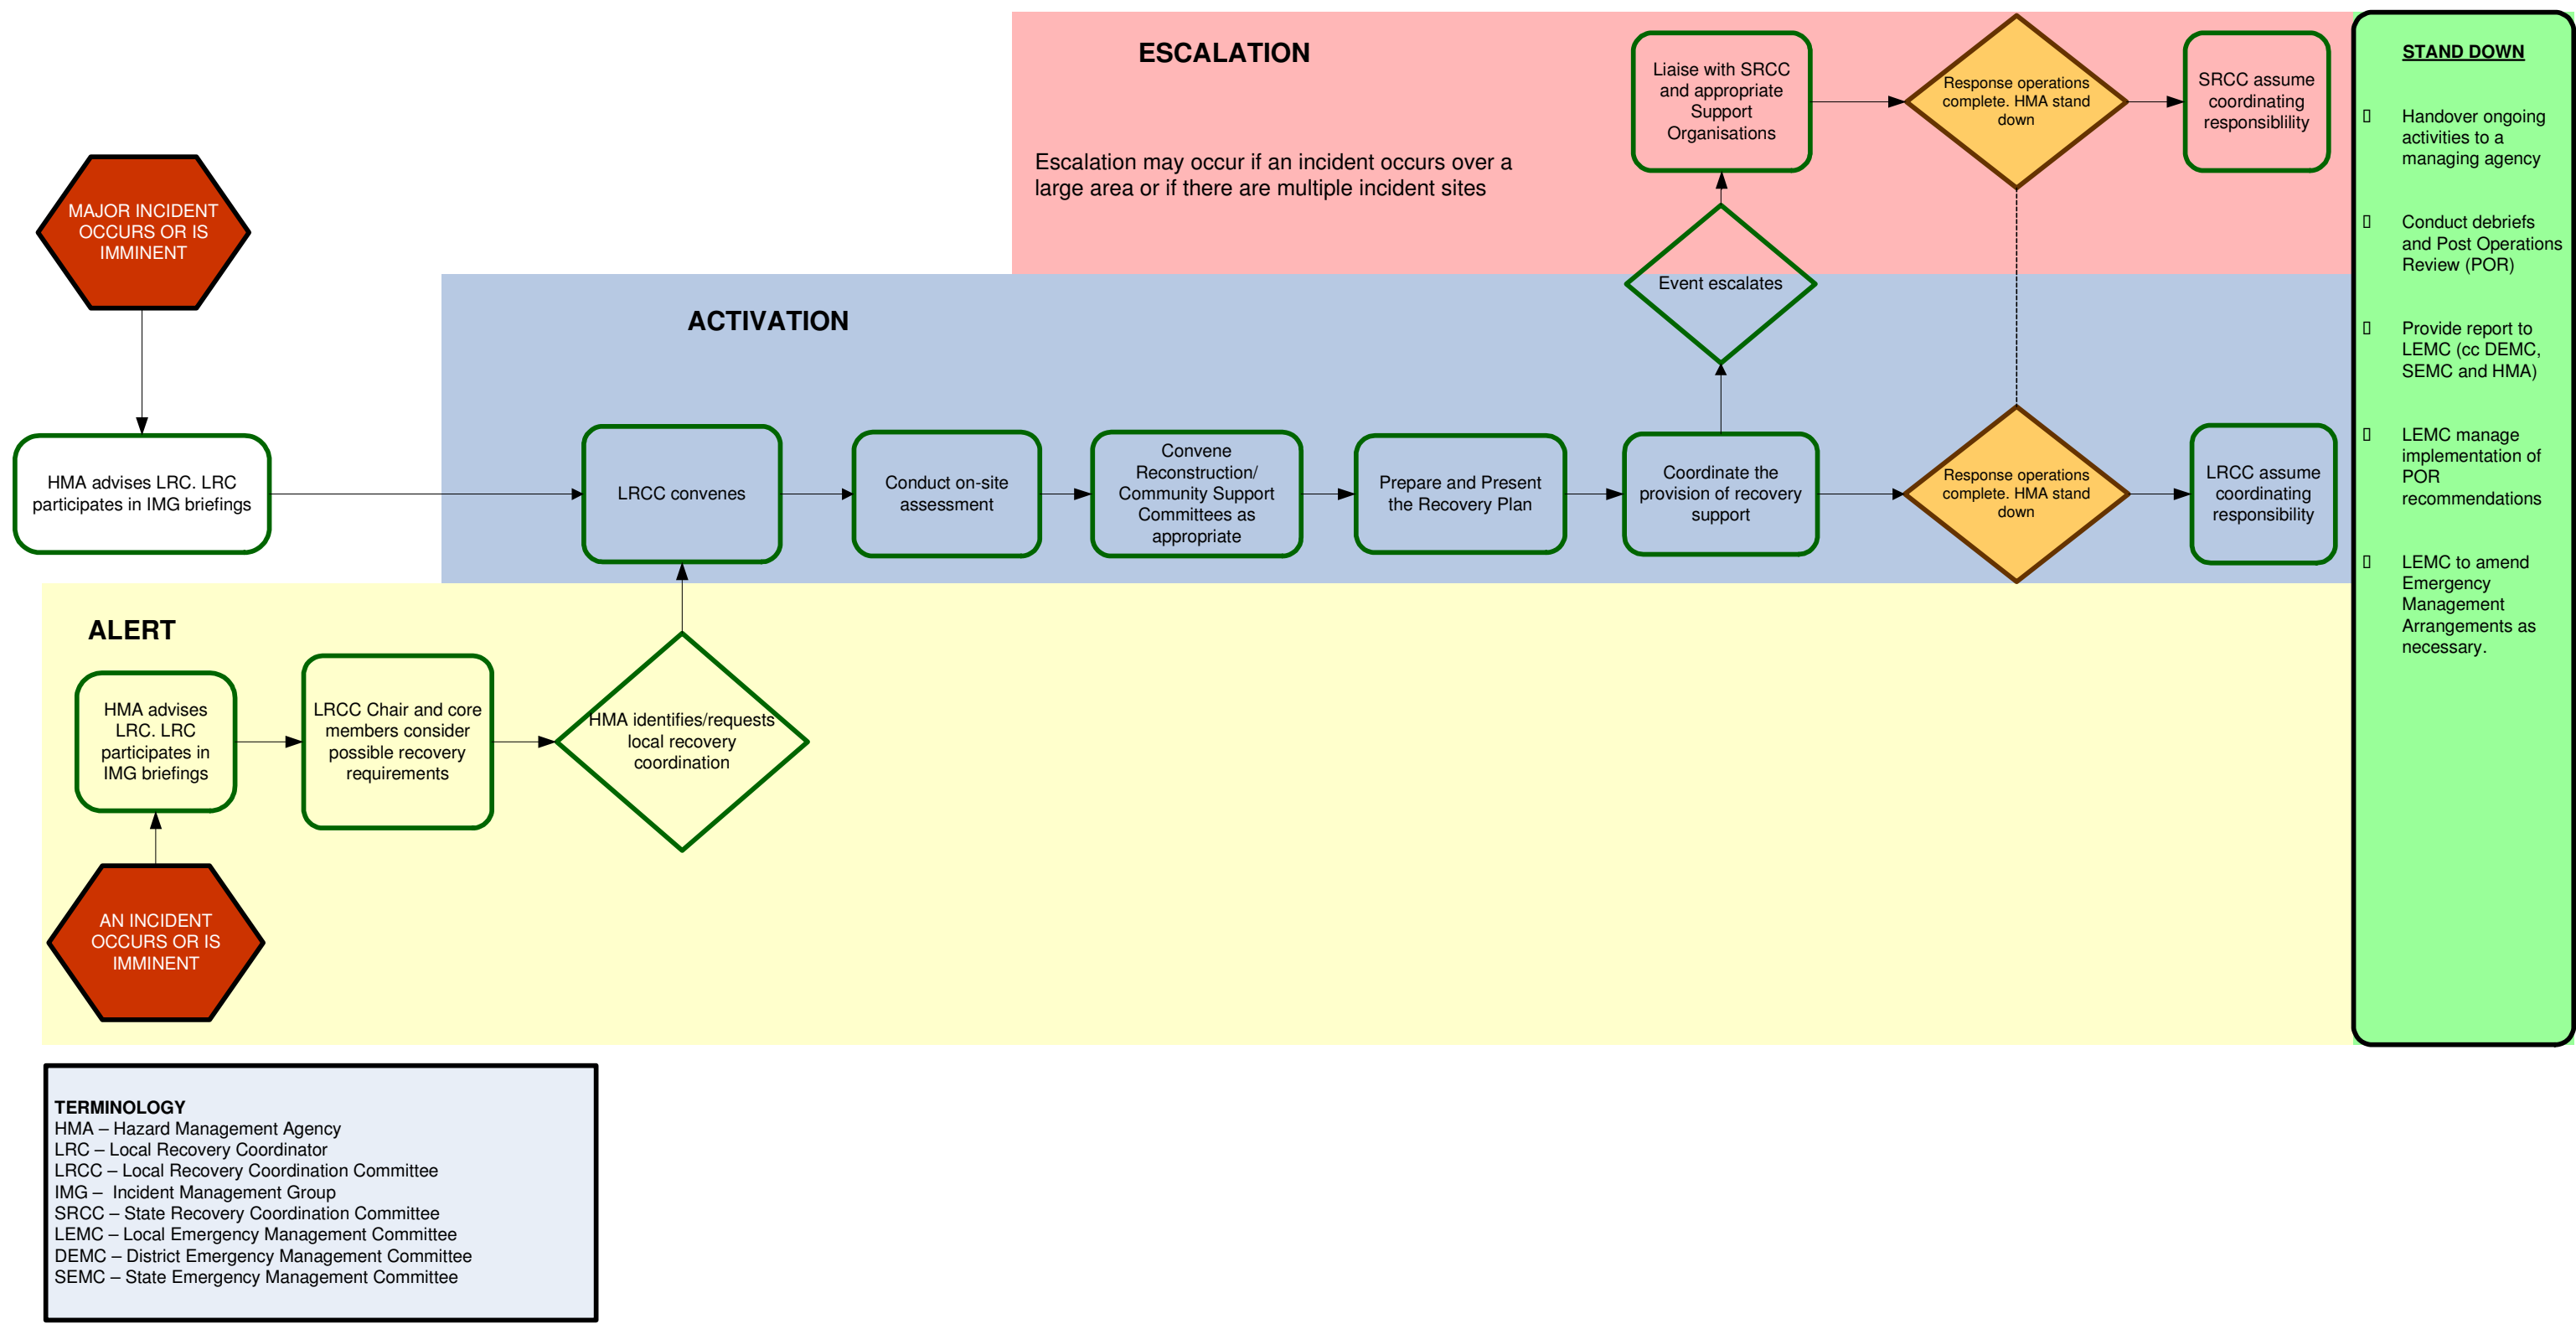 ESCALATION
Escalation may occur if an incident occurs over a
large area or if there are multiple incident sites
Liaise with SRCC
and appropriate
Support
Organisations
Response operations
complete. HMA stand
down
SRCC assume
coordinating
responsiblility
MAJOR INCIDENT
OCCURS OR IS
IMMINENT
Event escalates
ACTIVATION
HMA advises LRC. LRC
participates in IMG briefings
LRCC convenes
Conduct on-site
assessment
Convene
Reconstruction/
Community Support
Committees as
appropriate
Prepare and Present
the Recovery Plan
Coordinate the
provision of recovery
support
Response operations
complete. HMA stand
down
LRCC assume
coordinating
responsibility
ALERT
HMA advises
LRC. LRC
participates in
IMG briefings
LRCC Chair and core
members consider
possible recovery
requirements
HMA identifies/requests
local recovery
coordination
AN INCIDENT
OCCURS OR IS
IMMINENT
STAND DOWN
Handover ongoing
activities to a
managing agency
Conduct debriefs
and Post Operations
Review (POR)
Provide report to
LEMC (cc DEMC,
SEMC and HMA)
LEMC manage
implementation of
POR
recommendations
LEMC to amend
Emergency
Management
Arrangements as
necessary.
TERMINOLOGY
HMA – Hazard Management Agency
LRC – Local Recovery Coordinator
LRCC – Local Recovery Coordination Committee
IMG – Incident Management Group
SRCC – State Recovery Coordination Committee
LEMC – Local Emergency Management Committee
DEMC – District Emergency Management Committee
SEMC – State Emergency Management Committee